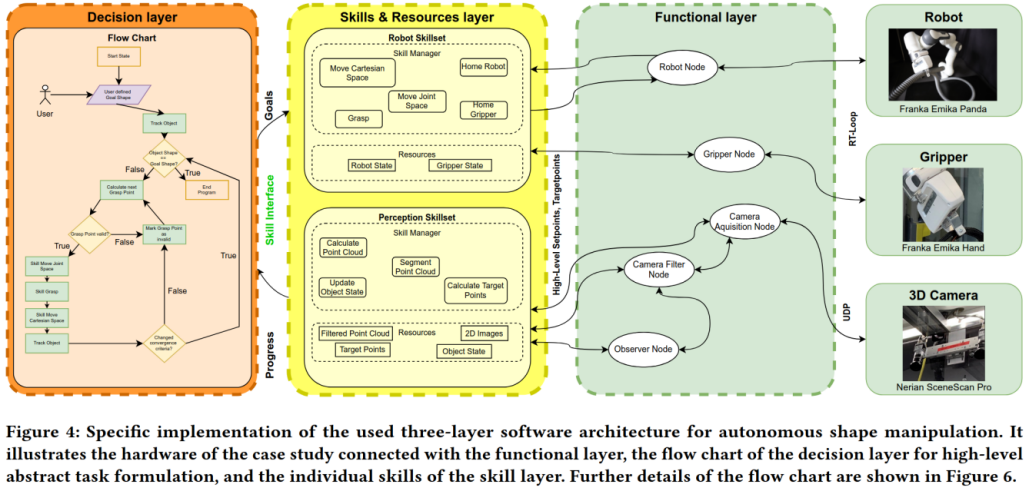 Decision layer
Flow Chart
Start State
User
User defined
Goal Shape
Track Object
Object Shape
==
Goal Shape?
False
True
End
Program
Calculate next
Grasp Point
Grasp Point valid?
True
False
Mark Grasp Point
as
invalid
Skill Move Joint
Space
Skill Grasp
Skill Move
Cartesian Space
Track Object
Changed
convergence
criteria?
False
True
Goals
Skill Interface
Progress
Skills & Resources layer
Robot Skillset
Skill Manager
Move Cartesian
Space
Home Robot
Move Joint
Space
Grasp
Home
Gripper
Resources
Robot State
Gripper State
Perception Skillset
Skill Manager
Calculate
Point Cloud
Segment
Point Cloud
Update
Object State
Calculate Target
Points
Filtered Point Cloud
Resources
2D Images
Target Points
Object State
High-Level Setpoints, Targetpoints
Functional layer
Robot Node
Gripper Node
Camera
Aquisition Node
Camera Filter
Node
Observer Node
RT-Loop
UDP
Robot
Franka Emika Panda
Gripper
Franka Emika Hand
3D Camera
Nerian SceneScan Pro
Figure 4: Specific implementation of the used three-layer software architecture for autonomous shape manipulation. It
illustrates the hardware of the case study connected with the functional layer, the flow chart of the decision layer for high-level
abstract task formulation, and the individual skills of the skill layer. Further details of the flow chart are shown in Figure 6.